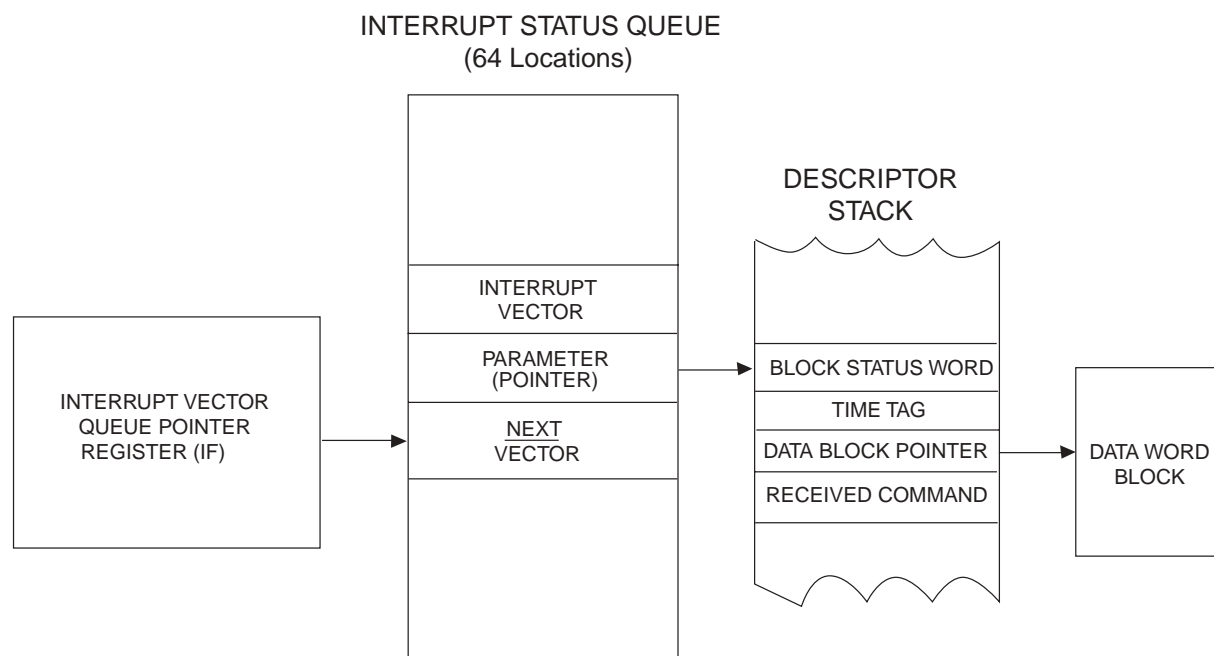 INTERRUPT STATUS QUEUE
(64 Locations)
DESCRIPTOR
STACK
INTERRUPT
VECTOR
PARAMETER
(POINTER)
NEXT
VECTOR
INTERRUPT VECTOR
QUEUE POINTER
REGISTER (IF)
BLOCK STATUS WORD
TIME TAG
DATA BLOCK POINTER
RECEIVED COMMAND
DATA WORD
BLOCK